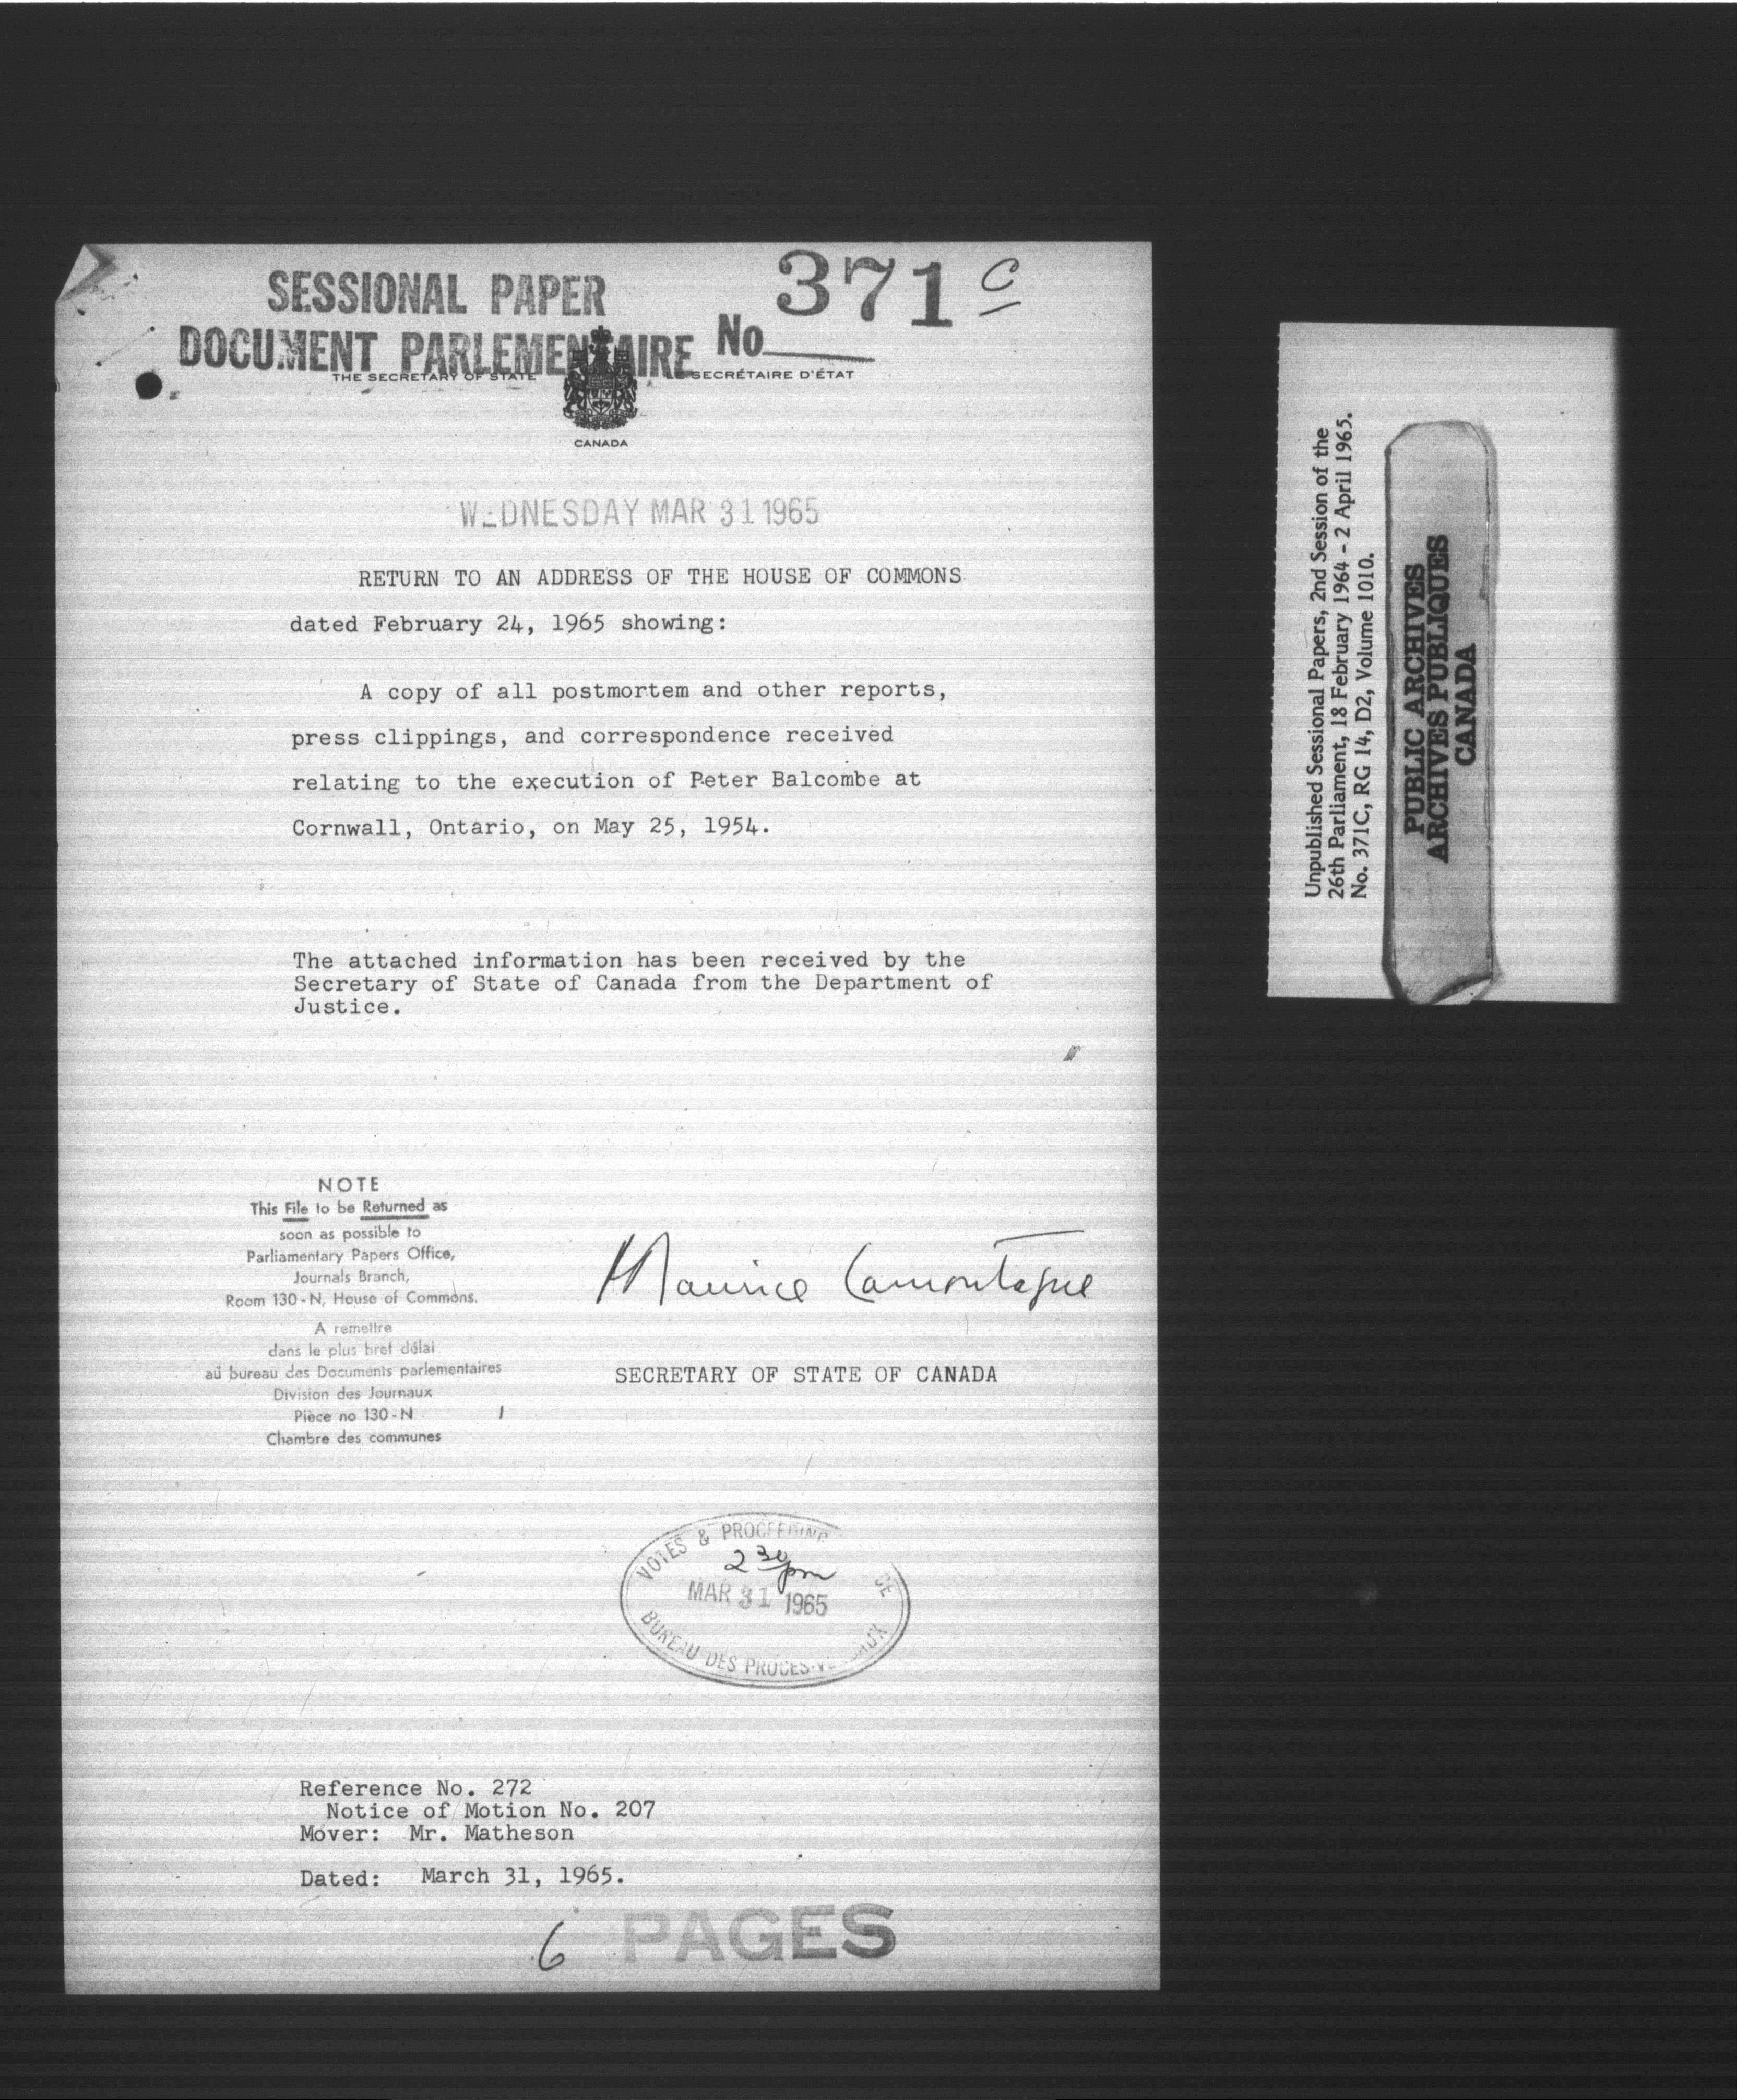 SESSIONAL PAPER
DOCUMENT PARLEMENTAIRE No 371 C
THE SECRETARY OF STATE LE SECRÉTAIRE D'ÉTAT
CANADA
WEDNESDAY MAR 31 1965
RETURN TO AN ADDRESS OF THE HOUSE OF COMMONS
dated February 24, 1965 showing:
A copy of all postmortem and other reports,
press clippings, and correspondence received
relating to the execution of Peter Balcombe at
Cornwall, Ontario, on May 25, 1954.
The attached information has been received by the
Secretary of State of Canada from the Department of
Justice.
NOTE
This File to be Returned as
soon as possible to
Parliamentary Papers Office,
Journals Branch,
Room 130-N, House of Commons.
A remettre
dans le plus bref délai
au bureau des Documents parlementaires
Division des Journaux
Pièce no 130-N
Chambre des communes
Maurice Lamontagne
SECRETARY OF STATE OF CANADA
VOTES & PROCEEDING CE
2 30 pm
MAR 31 1965
BUREAU DES PROCES-VERBAUX
Reference No. 272
Notice of Motion No. 207
Mover: Mr. Matheson
Dated: March 31, 1965.
6 PAGES
Unpublished Sessional Papers, 2nd Session of the
26th Parliament, 18 February 1964 - 2 April 1965.
No. 371C, RG 14, D2, Volume 1010.
PUBLIC ARCHIVES
ARCHIVES PUBLIQUES
CANADA